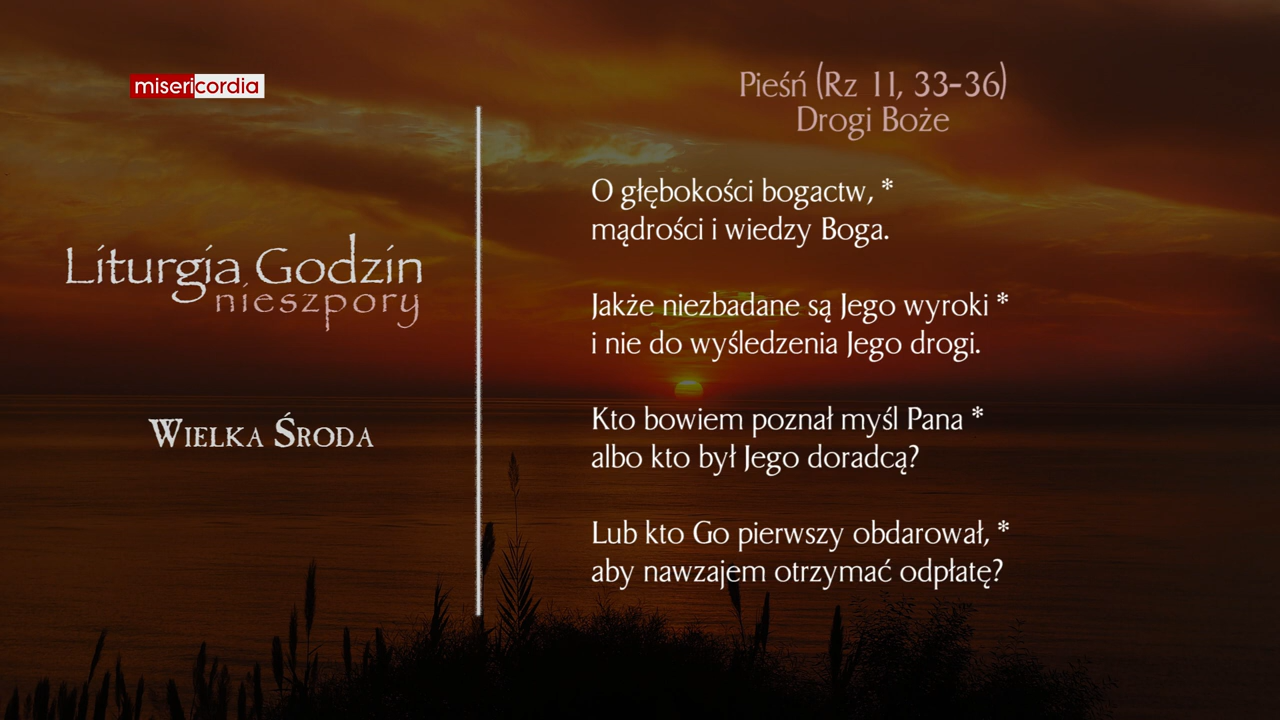 misericordia
Liturgia Godzin
nieszpory
Wielka Środa
Pieśń (Rz 11, 33-36)
Drogi Boże
O głębokości bogactw, *
mądrości i wiedzy Boga.
Jakże niezbadane są Jego wyroki *
i nie do wyśledzenia Jego drogi.
Kto bowiem poznał myśl Pana *
albo kto był Jego doradcą?
Lub kto Go pierwszy obdarował, *
aby nawzajem otrzymać odpłatę?